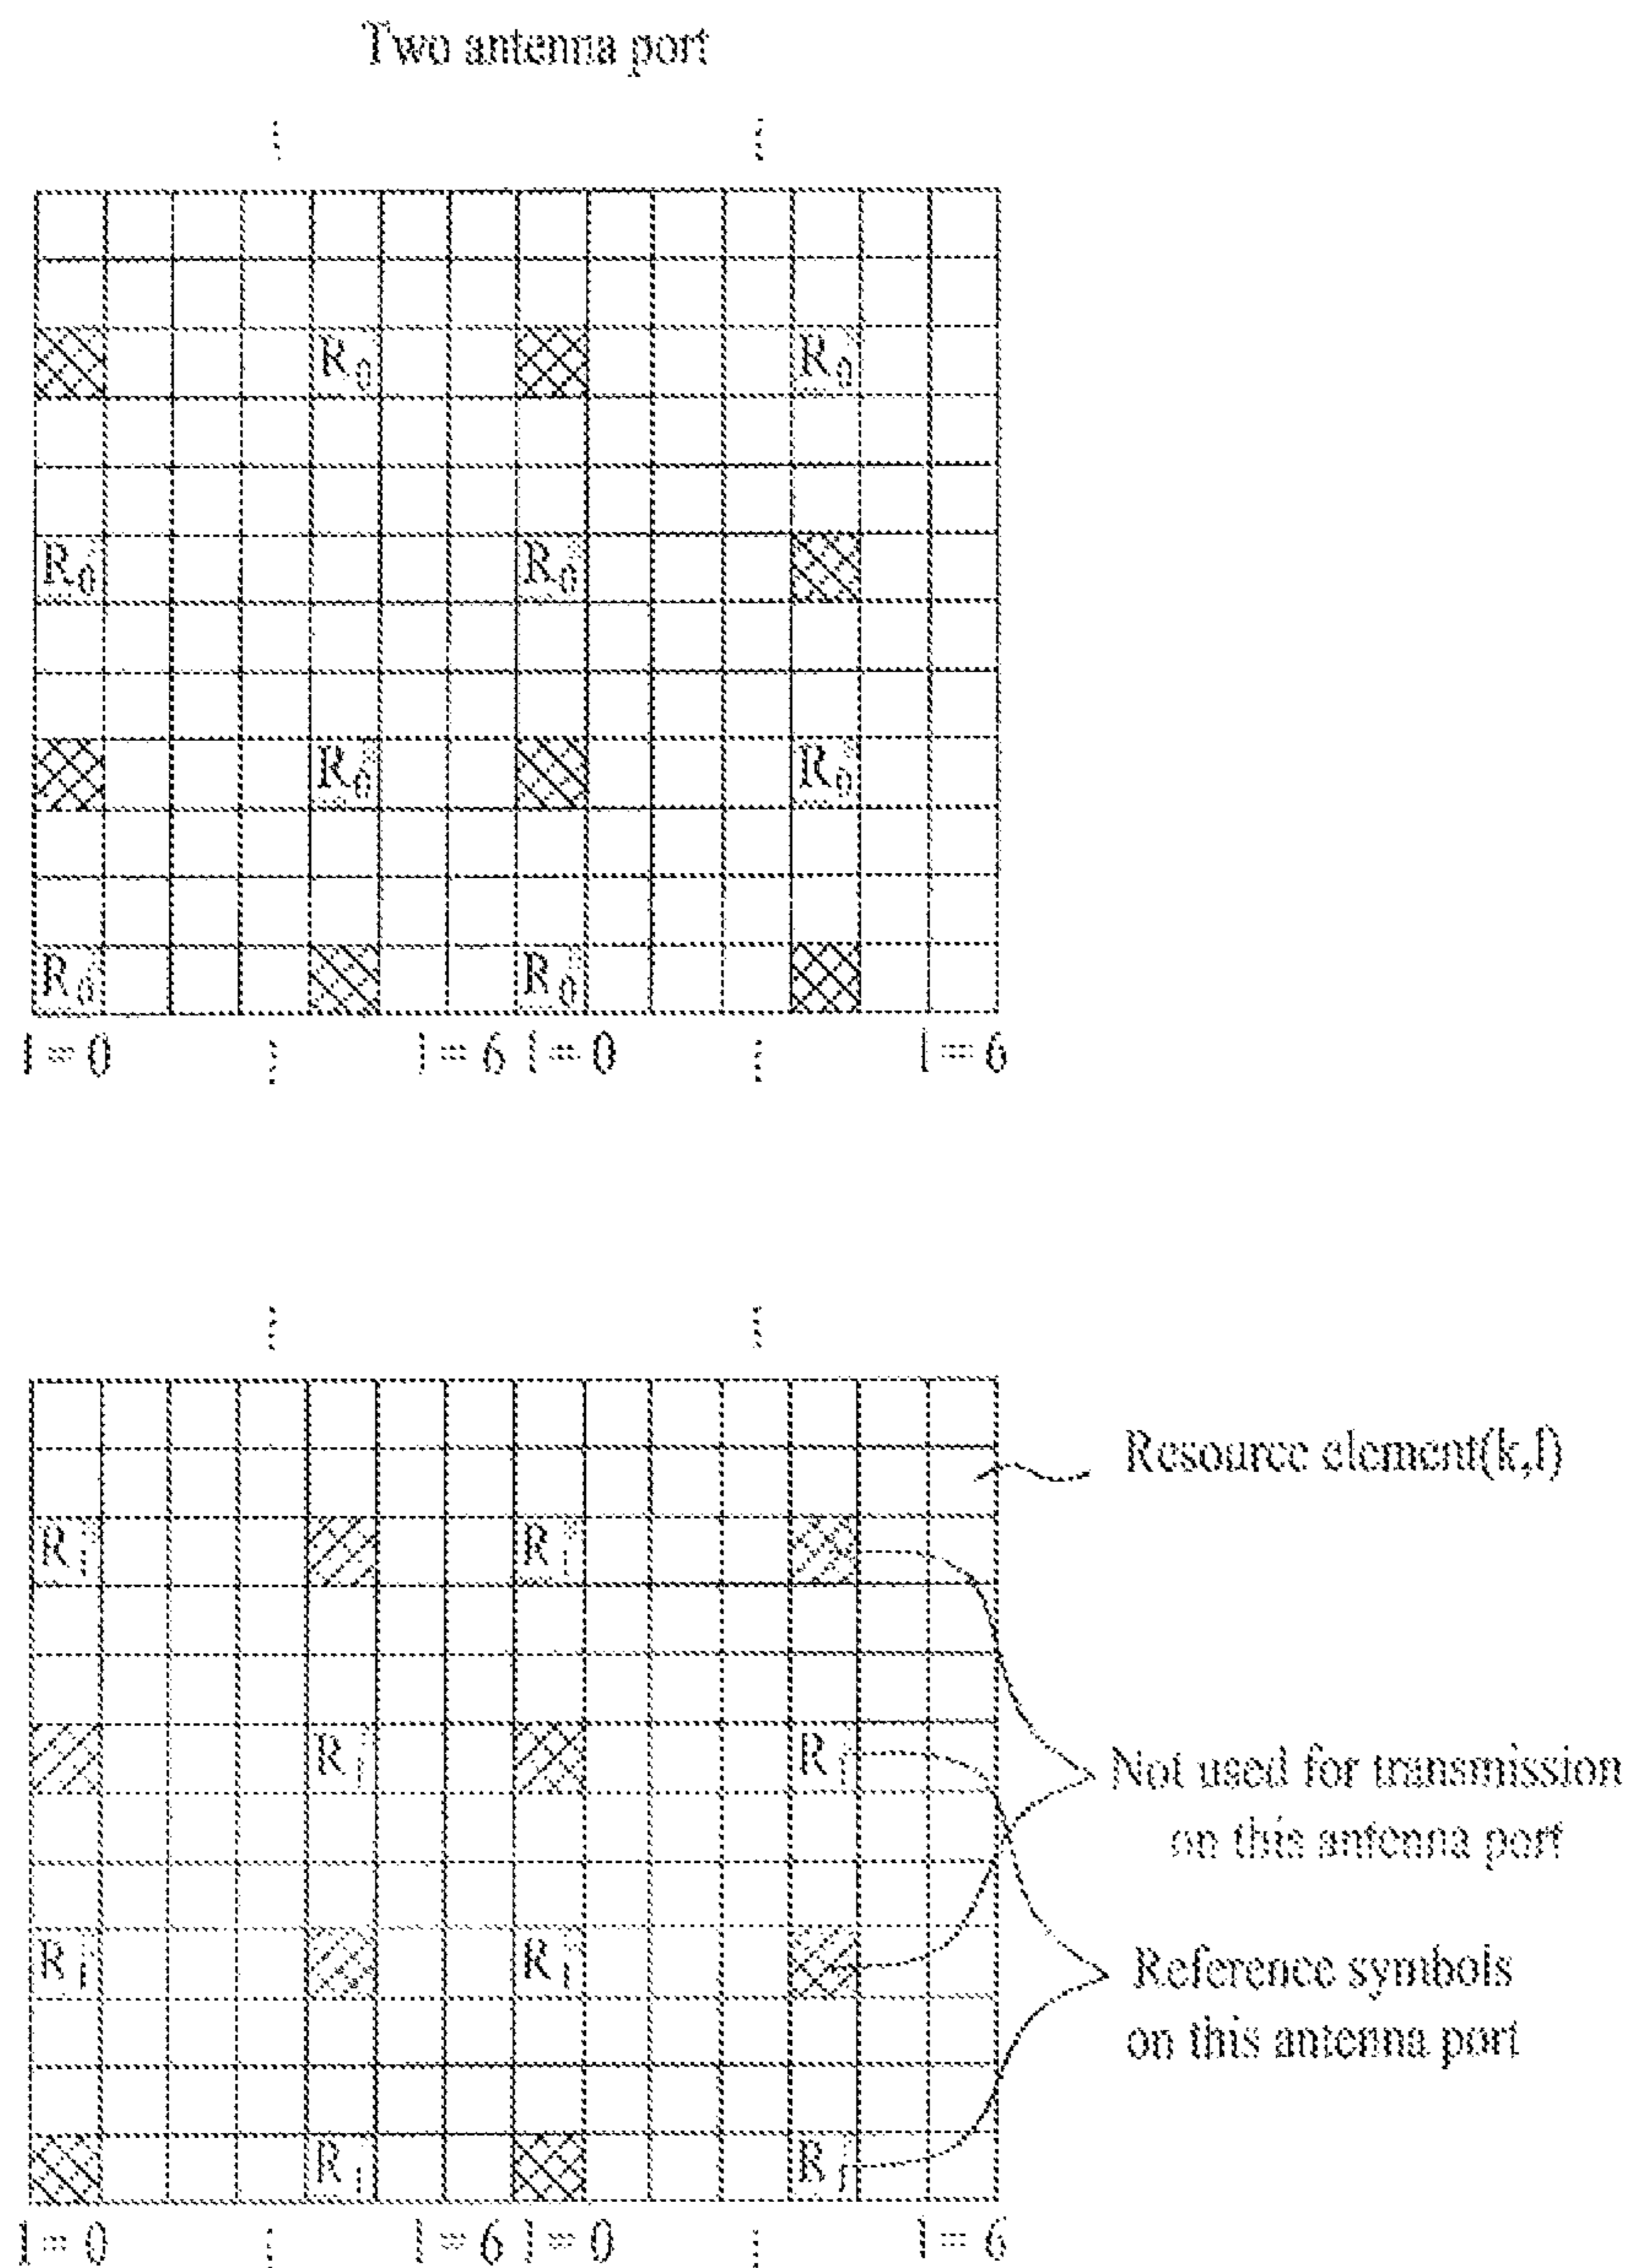 Two antenna port
R0 R0
R0 R0
R0 R0
R0 R0
l = 0 l = 6 l = 0 l = 6
Resource element(k,l)
R1 R1
R1 R1
Not used for transmission
on this antenna port
R1 R1
Reference symbols
on this antenna port
R1 R1
l = 0 l = 6 l = 0 l = 6